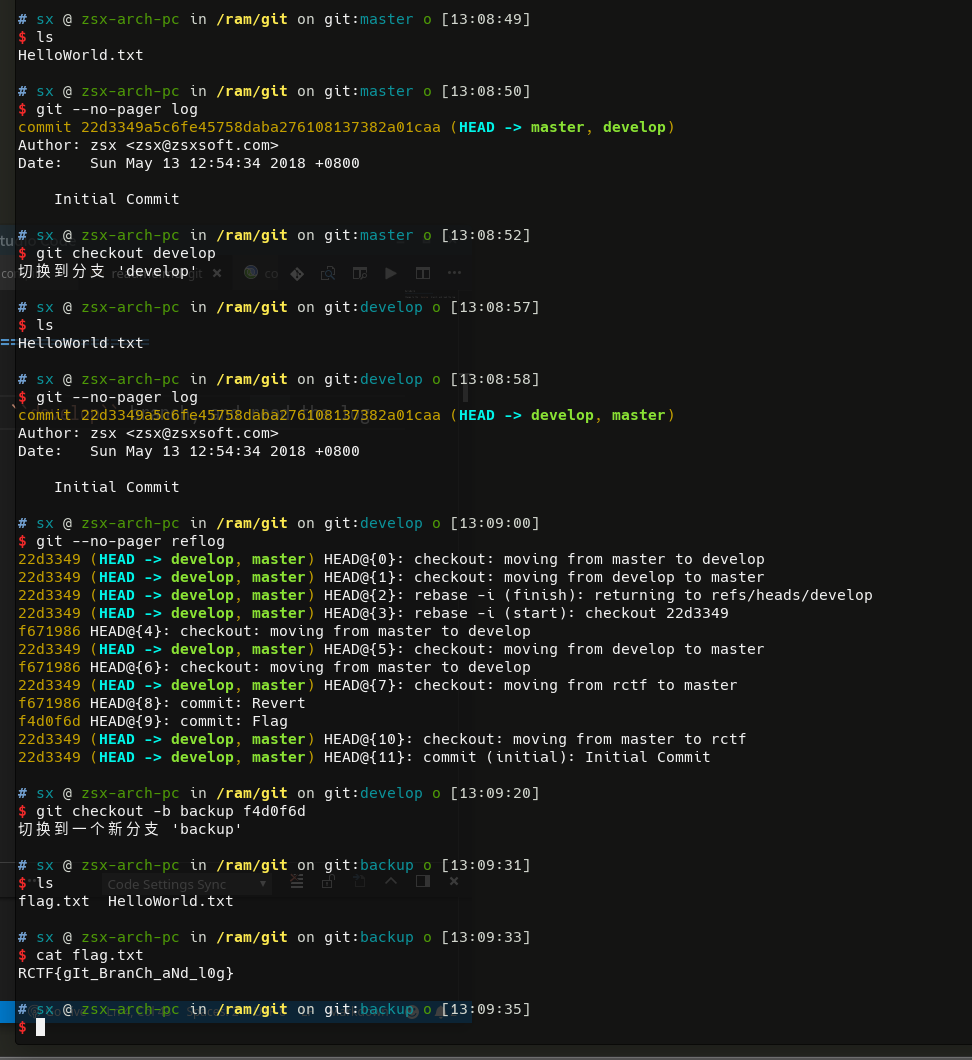 # sx @ zsx-arch-pc in /ram/git on git:master o [13:08:49]
$ ls
HelloWorld.txt
# sx @ zsx-arch-pc in /ram/git on git:master o [13:08:50]
$ git --no-pager log
commit 22d3349a5c6fe45758daba276108137382a01caa (HEAD -> master, develop)
Author: zsx <zsx@zsxsoft.com>
Date:   Sun May 13 12:54:34 2018 +0800
Initial Commit
# sx @ zsx-arch-pc in /ram/git on git:master o [13:08:52]
$ git checkout develop
切换到分支 'develop'
# sx @ zsx-arch-pc in /ram/git on git:develop o [13:08:57]
$ ls
HelloWorld.txt
# sx @ zsx-arch-pc in /ram/git on git:develop o [13:08:58]
$ git --no-pager log
commit 22d3349a5c6fe45758daba276108137382a01caa (HEAD -> develop, master)
Author: zsx <zsx@zsxsoft.com>
Date:   Sun May 13 12:54:34 2018 +0800
Initial Commit
# sx @ zsx-arch-pc in /ram/git on git:develop o [13:09:00]
$ git --no-pager reflog
22d3349 (HEAD -> develop, master) HEAD@{0}: checkout: moving from master to develop
22d3349 (HEAD -> develop, master) HEAD@{1}: checkout: moving from develop to master
22d3349 (HEAD -> develop, master) HEAD@{2}: rebase -i (finish): returning to refs/heads/develop
22d3349 (HEAD -> develop, master) HEAD@{3}: rebase -i (start): checkout 22d3349
f671986 HEAD@{4}: checkout: moving from master to develop
22d3349 (HEAD -> develop, master) HEAD@{5}: checkout: moving from develop to master
f671986 HEAD@{6}: checkout: moving from master to develop
22d3349 (HEAD -> develop, master) HEAD@{7}: checkout: moving from rctf to master
f671986 HEAD@{8}: commit: Revert
f4d0f6d HEAD@{9}: commit: Flag
22d3349 (HEAD -> develop, master) HEAD@{10}: checkout: moving from master to rctf
22d3349 (HEAD -> develop, master) HEAD@{11}: commit (initial): Initial Commit
# sx @ zsx-arch-pc in /ram/git on git:develop o [13:09:20]
$ git checkout -b backup f4d0f6d
切换到一个新分支 'backup'
# sx @ zsx-arch-pc in /ram/git on git:backup o [13:09:31]
$ ls
Code Settings Sync
flag.txt  HelloWorld.txt
# sx @ zsx-arch-pc in /ram/git on git:backup o [13:09:33]
$ cat flag.txt
RCTF{gIt_BranCh_aNd_l0g}
# sx @ zsx-arch-pc in /ram/git on git:backup o [13:09:35]
$